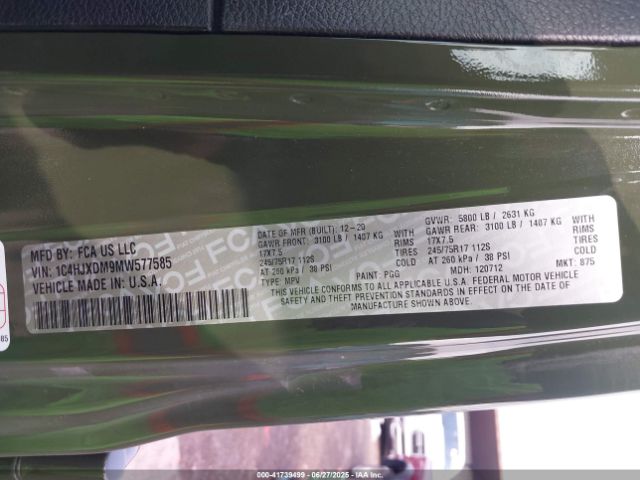 MFD BY: FCA US LLC
VIN: 1C4HJXDM9MW577585
VEHICLE MADE IN U.S.A.
DATE OF MFR (BUILT): 12-20
GAWR FRONT: 3100 LB / 1407 KG WITH
17X7.5 RIMS
245/75R17 112S TIRES
AT 260 kPa / 38 PSI COLD
TYPE: MPV PAINT: PGG
GVWR: 5800 LB / 2631 KG
GAWR REAR: 3100 LB / 1407 KG WITH
17X7.5 RIMS
245/75R17 112S TIRES
AT 260 kPa / 38 PSI COLD
MDH: 120712 MKT: 875
THIS VEHICLE CONFORMS TO ALL APPLICABLE U.S.A. FEDERAL MOTOR VEHICLE
SAFETY AND THEFT PREVENTION STANDARDS IN EFFECT ON THE DATE OF
MANUFACTURE SHOWN ABOVE.
85
000-41739499 06/27/2025 IAAI.com